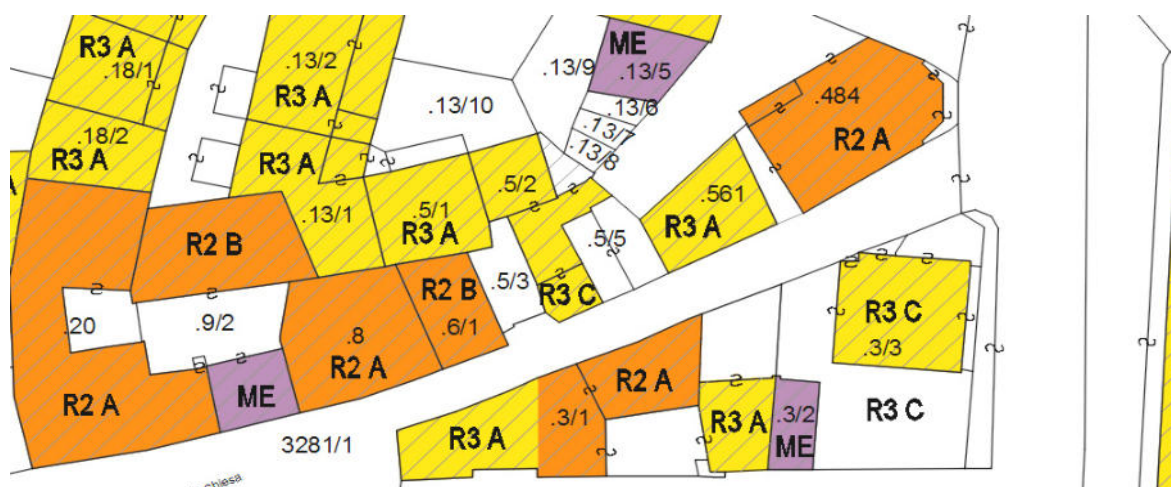 R3 A
.18/1
.18/2
R3 A
.13/2
R3 A
R3 A
.13/1
.13/10
.13/9
ME
.13/5
.13/6
.13/7
.13/8
.484
R2 A
.561
R3 A
.5/2
.5/1
R3 A
.5/5
.5/3
R3 C
R2 B
R2 B
.6/1
.20
.9/2
.8
R2 A
R2 A
ME
3281/1
R3 A
.3/1
R2 A
R3 A
.3/2
ME
R3 C
.3/3
R3 C